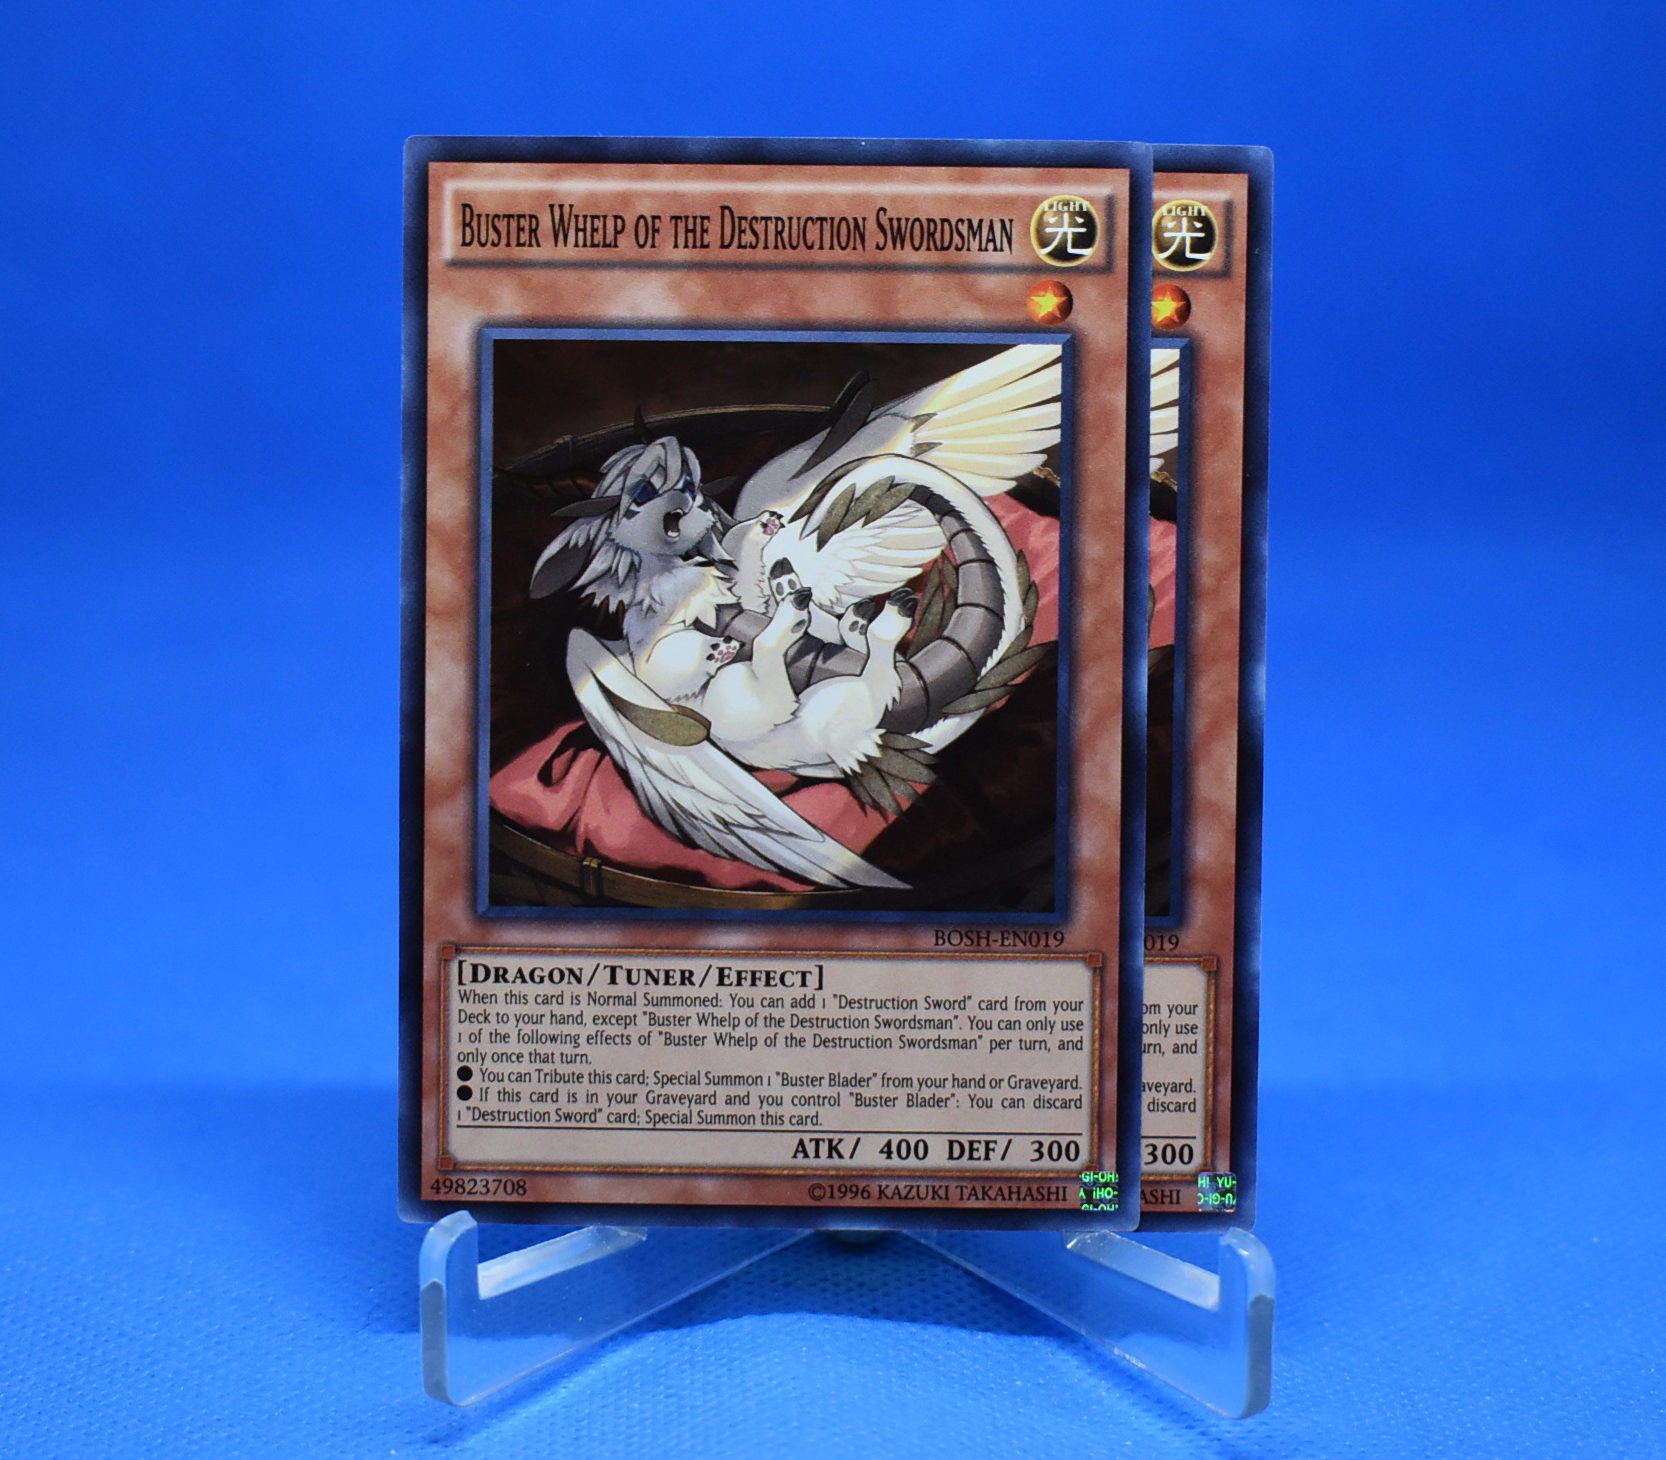 BUSTER WHELP OF THE DESTRUCTION SWORDSMAN
LIGHT
光
LIGHT
光
BOSH-EN019
019
[DRAGON/TUNER/EFFECT]
When this card is Normal Summoned: You can add 1 "Destruction Sword" card from your
Deck to your hand, except "Buster Whelp of the Destruction Swordsman". You can only use
1 of the following effects of "Buster Whelp of the Destruction Swordsman" per turn, and
only once that turn.
● You can Tribute this card; Special Summon 1 "Buster Blader" from your hand or Graveyard.
● If this card is in your Graveyard and you control "Buster Blader": You can discard
1 "Destruction Sword" card; Special Summon this card.
ATK/ 400 DEF/ 300
49823708
©1996 KAZUKI TAKAHASHI
om your
only use
urn, and
aveyard.
discard
300
ASHI